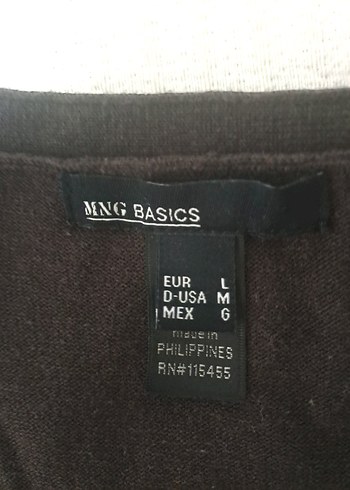 MNG BASICS
EUR L
D-USA M
MEX G
made in
PHILIPPINES
RN#115455